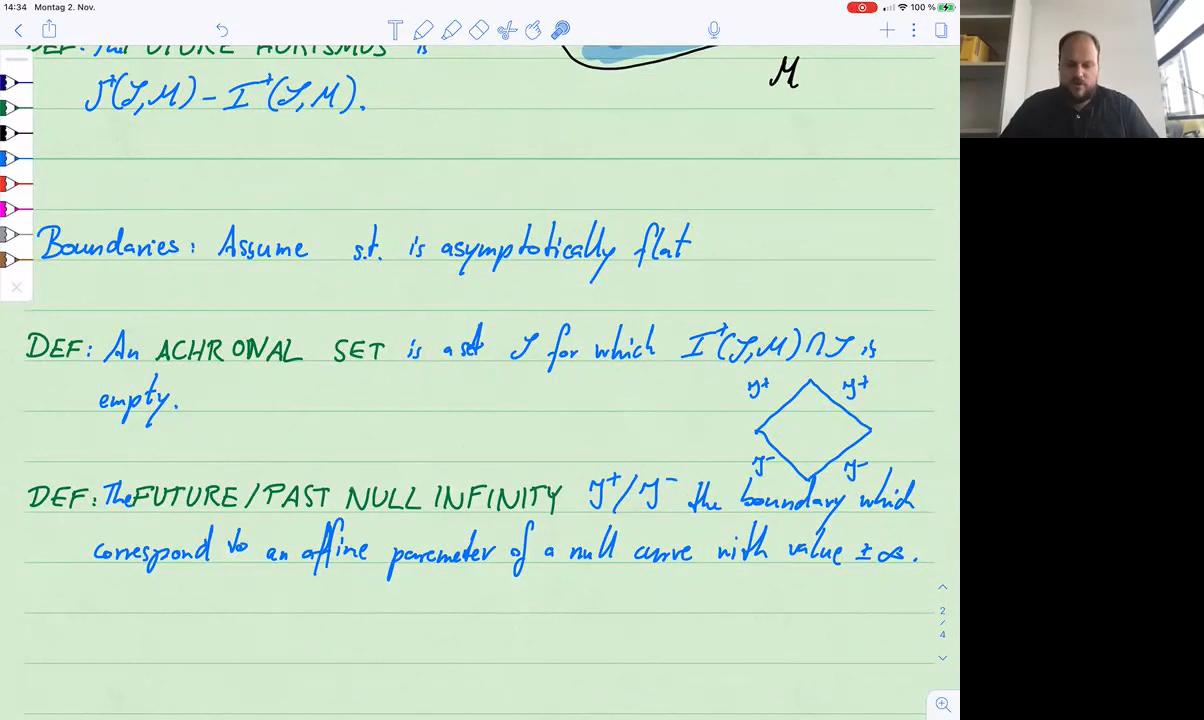 14:34 Montag 2. Nov.
100 %
DEF: The FUTURE HORISMOS is
J⁺(𝒮,M) − I⁺(𝒮,M).
M
Boundaries: Assume s.t. is asymptotically flat
DEF: An ACHRONAL SET is a set 𝒮 for which I⁺(𝒮,M) ∩ 𝒮 is
empty.
𝒥+ 𝒥+
𝒥- 𝒥-
DEF: The FUTURE/PAST NULL INFINITY 𝒥+/𝒥- the boundary which
correspond to an affine parameter of a null curve with value ± ∞.
2
/
4